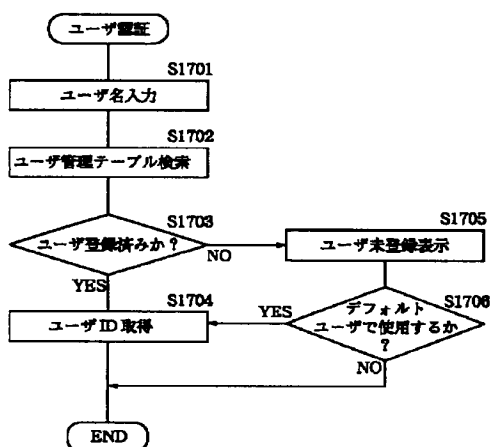 ユーザ認証
S1701
ユーザ名入力
S1702
ユーザ管理テーブル検索
S1703
ユーザ登録済みか?
NO
YES
S1705
ユーザ未登録表示
S1704
ユーザID取得
S1706
デフォルト
ユーザで使用するか
?
YES
NO
END